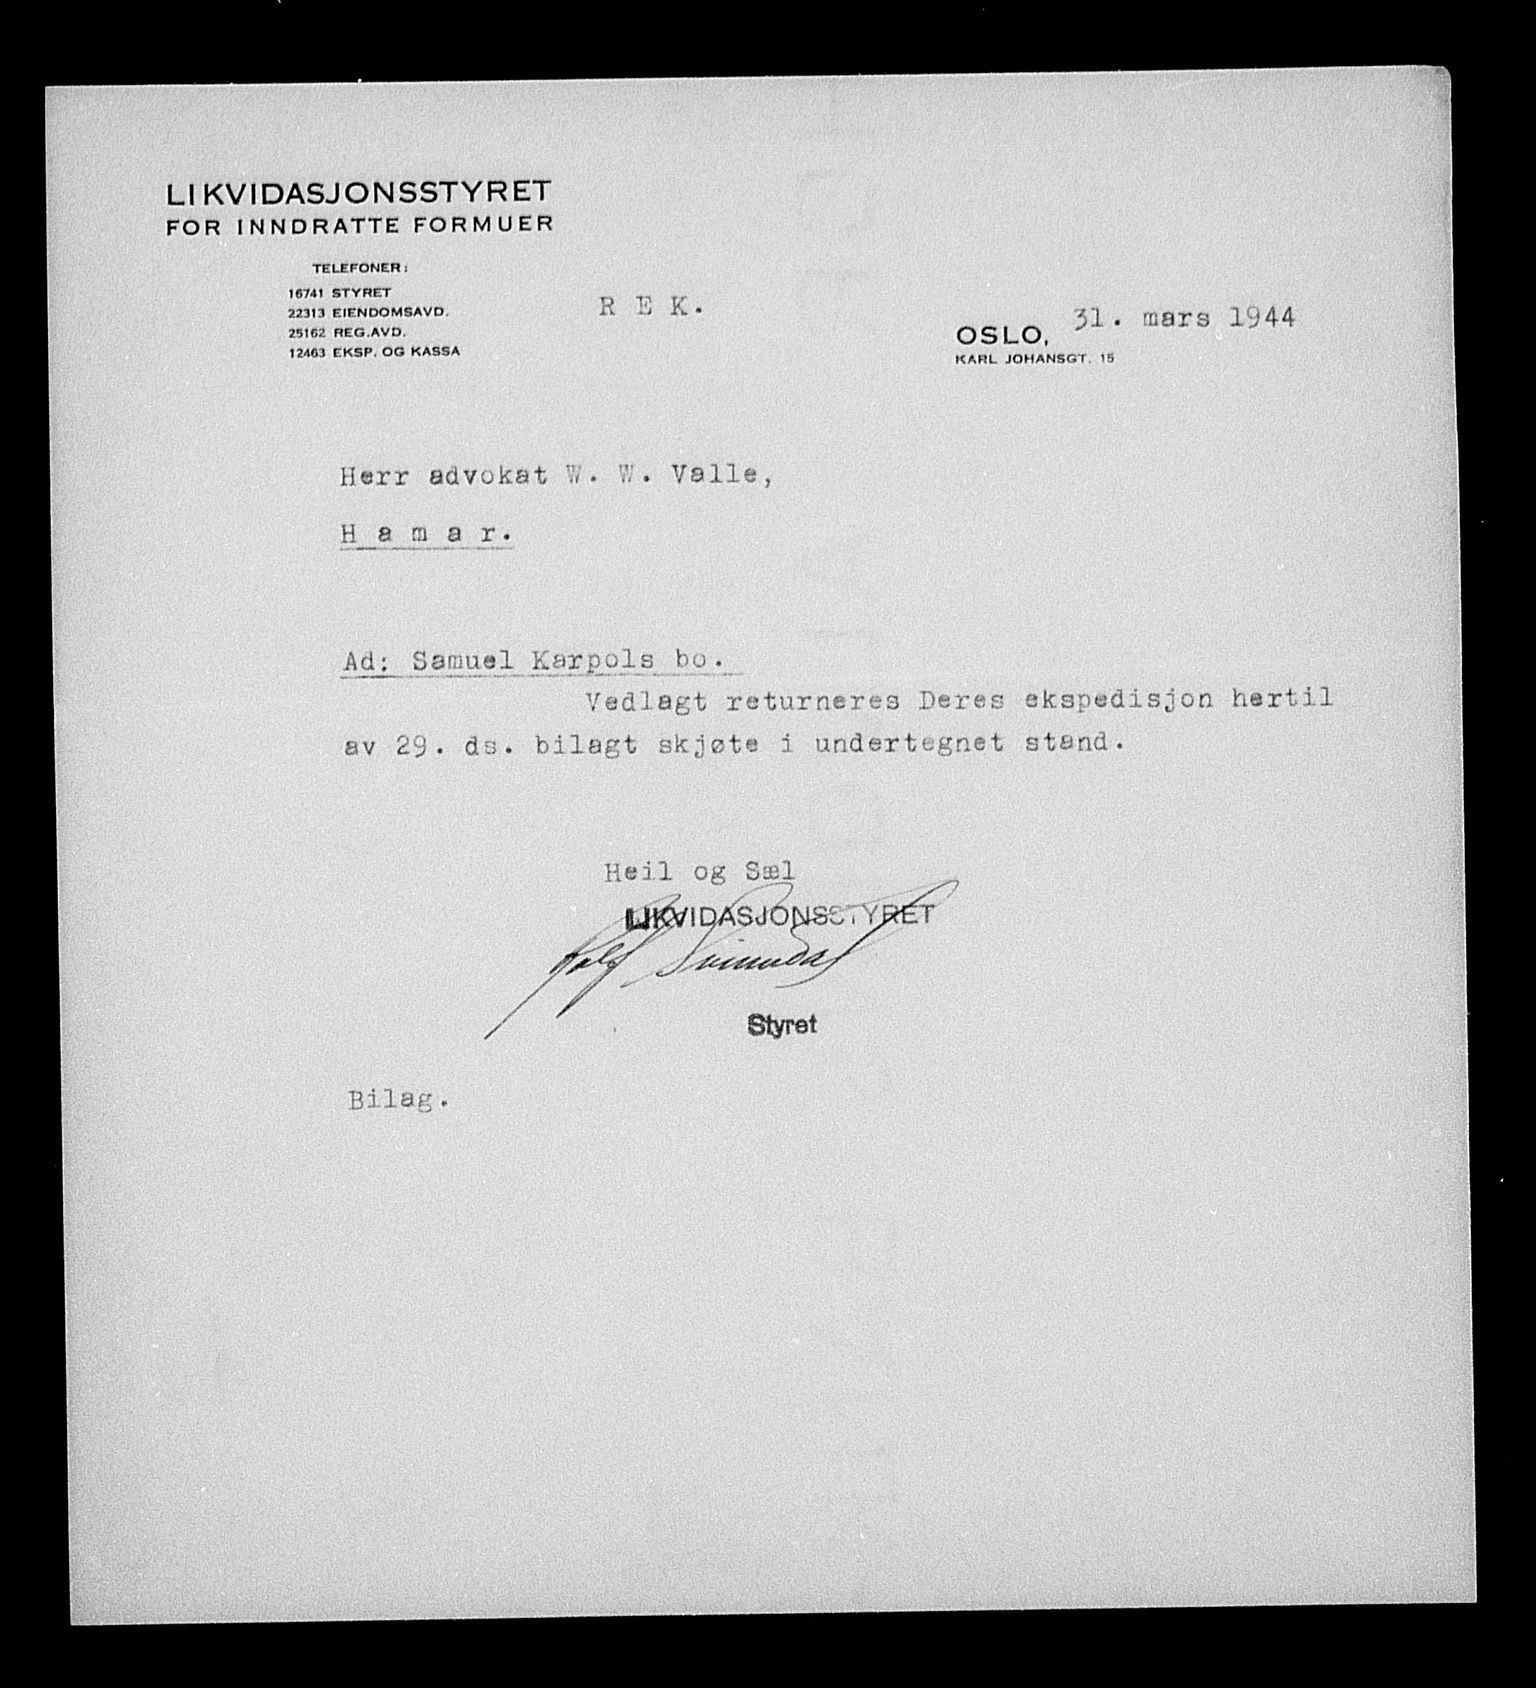 LIKVIDASJONSSTYRET
FOR INNDRATTE FORMUER
TELEFONER:
16741 STYRET
22313 EIENDOMSAVD.
25162 REG.AVD.
12463 EKSP. OG KASSA
R E K.
OSLO, 31. mars 1944
KARL JOHANSGT. 15
Herr advokat W. W. Valle,
H a m a r.
Ad: Samuel Karpols bo.
Vedlagt returneres Deres ekspedisjon hertil
av 29. ds. bilagt skjøte i undertegnet stand.
Heil og Sæl
LIKVIDASJONSSTYRET
Rolf
Styret
Bilag.